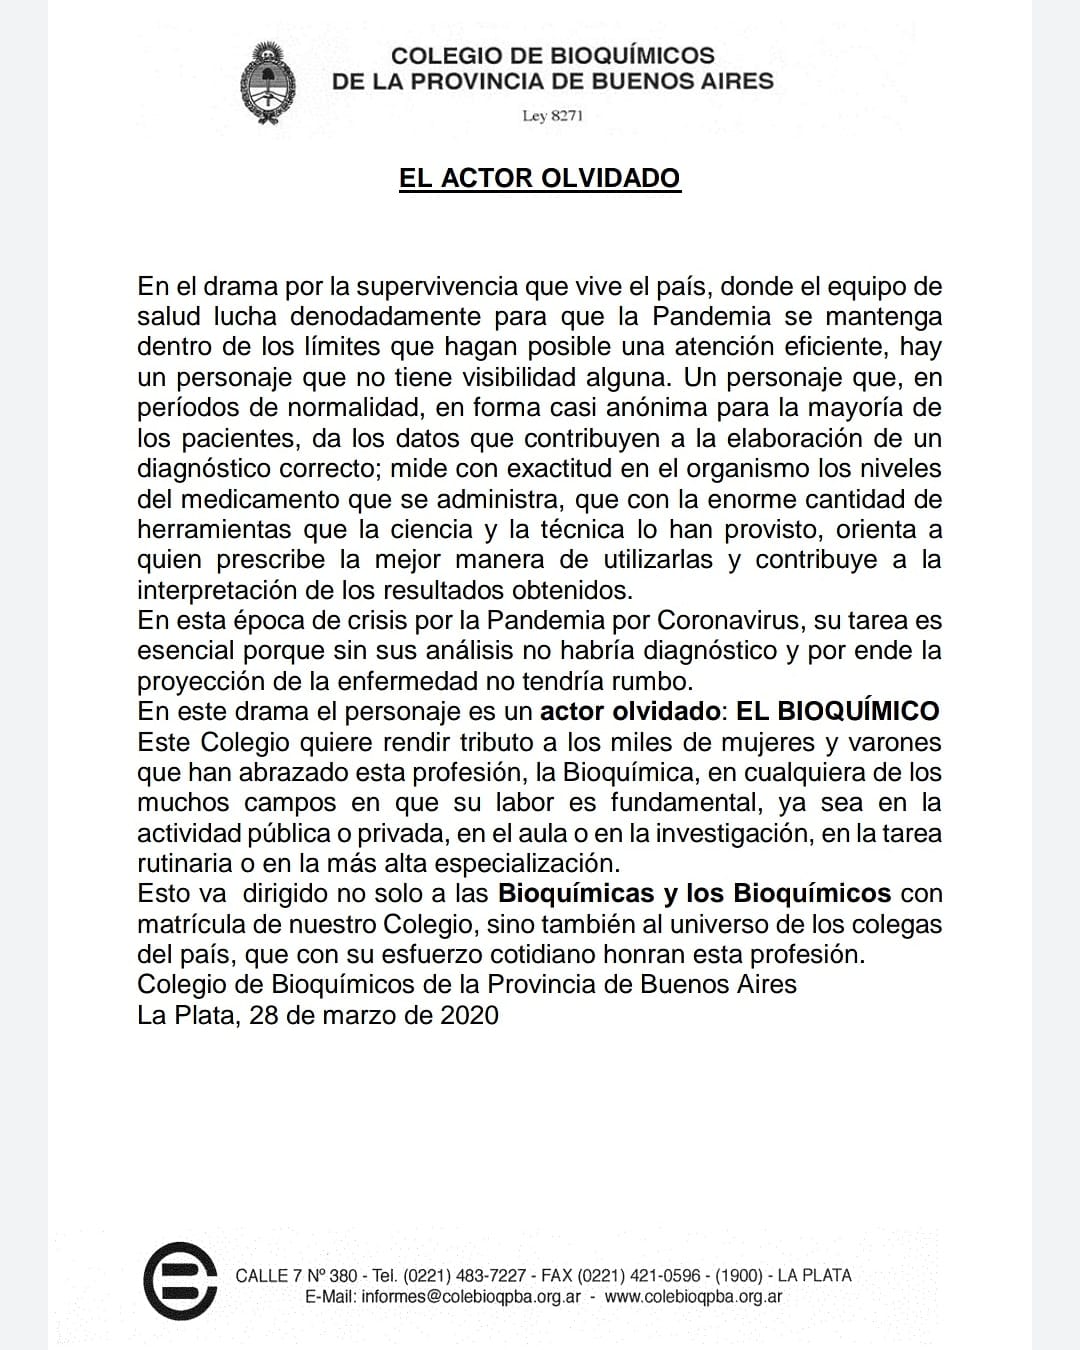 COLEGIO DE BIOQUÍMICOS
DE LA PROVINCIA DE BUENOS AIRES
Ley 8271
EL ACTOR OLVIDADO
En el drama por la supervivencia que vive el país, donde el equipo de
salud lucha denodadamente para que la Pandemia se mantenga
dentro de los límites que hagan posible una atención eficiente, hay
un personaje que no tiene visibilidad alguna. Un personaje que, en
períodos de normalidad, en forma casi anónima para la mayoría de
los pacientes, da los datos que contribuyen a la elaboración de un
diagnóstico correcto; mide con exactitud en el organismo los niveles
del medicamento que se administra, que con la enorme cantidad de
herramientas que la ciencia y la técnica lo han provisto, orienta a
quien prescribe la mejor manera de utilizarlas y contribuye a la
interpretación de los resultados obtenidos.
En esta época de crisis por la Pandemia por Coronavirus, su tarea es
esencial porque sin sus análisis no habría diagnóstico y por ende la
proyección de la enfermedad no tendría rumbo.
En este drama el personaje es un actor olvidado: EL BIOQUÍMICO
Este Colegio quiere rendir tributo a los miles de mujeres y varones
que han abrazado esta profesión, la Bioquímica, en cualquiera de los
muchos campos en que su labor es fundamental, ya sea en la
actividad pública o privada, en el aula o en la investigación, en la tarea
rutinaria o en la más alta especialización.
Esto va  dirigido no solo a las Bioquímicas y los Bioquímicos con
matrícula de nuestro Colegio, sino también al universo de los colegas
del país, que con su esfuerzo cotidiano honran esta profesión.
Colegio de Bioquímicos de la Provincia de Buenos Aires
La Plata, 28 de marzo de 2020
CALLE 7 Nº 380 - Tel. (0221) 483-7227 - FAX (0221) 421-0596 - (1900) - LA PLATA
E-Mail: informes@colebioqpba.org.ar - www.colebioqpba.org.ar